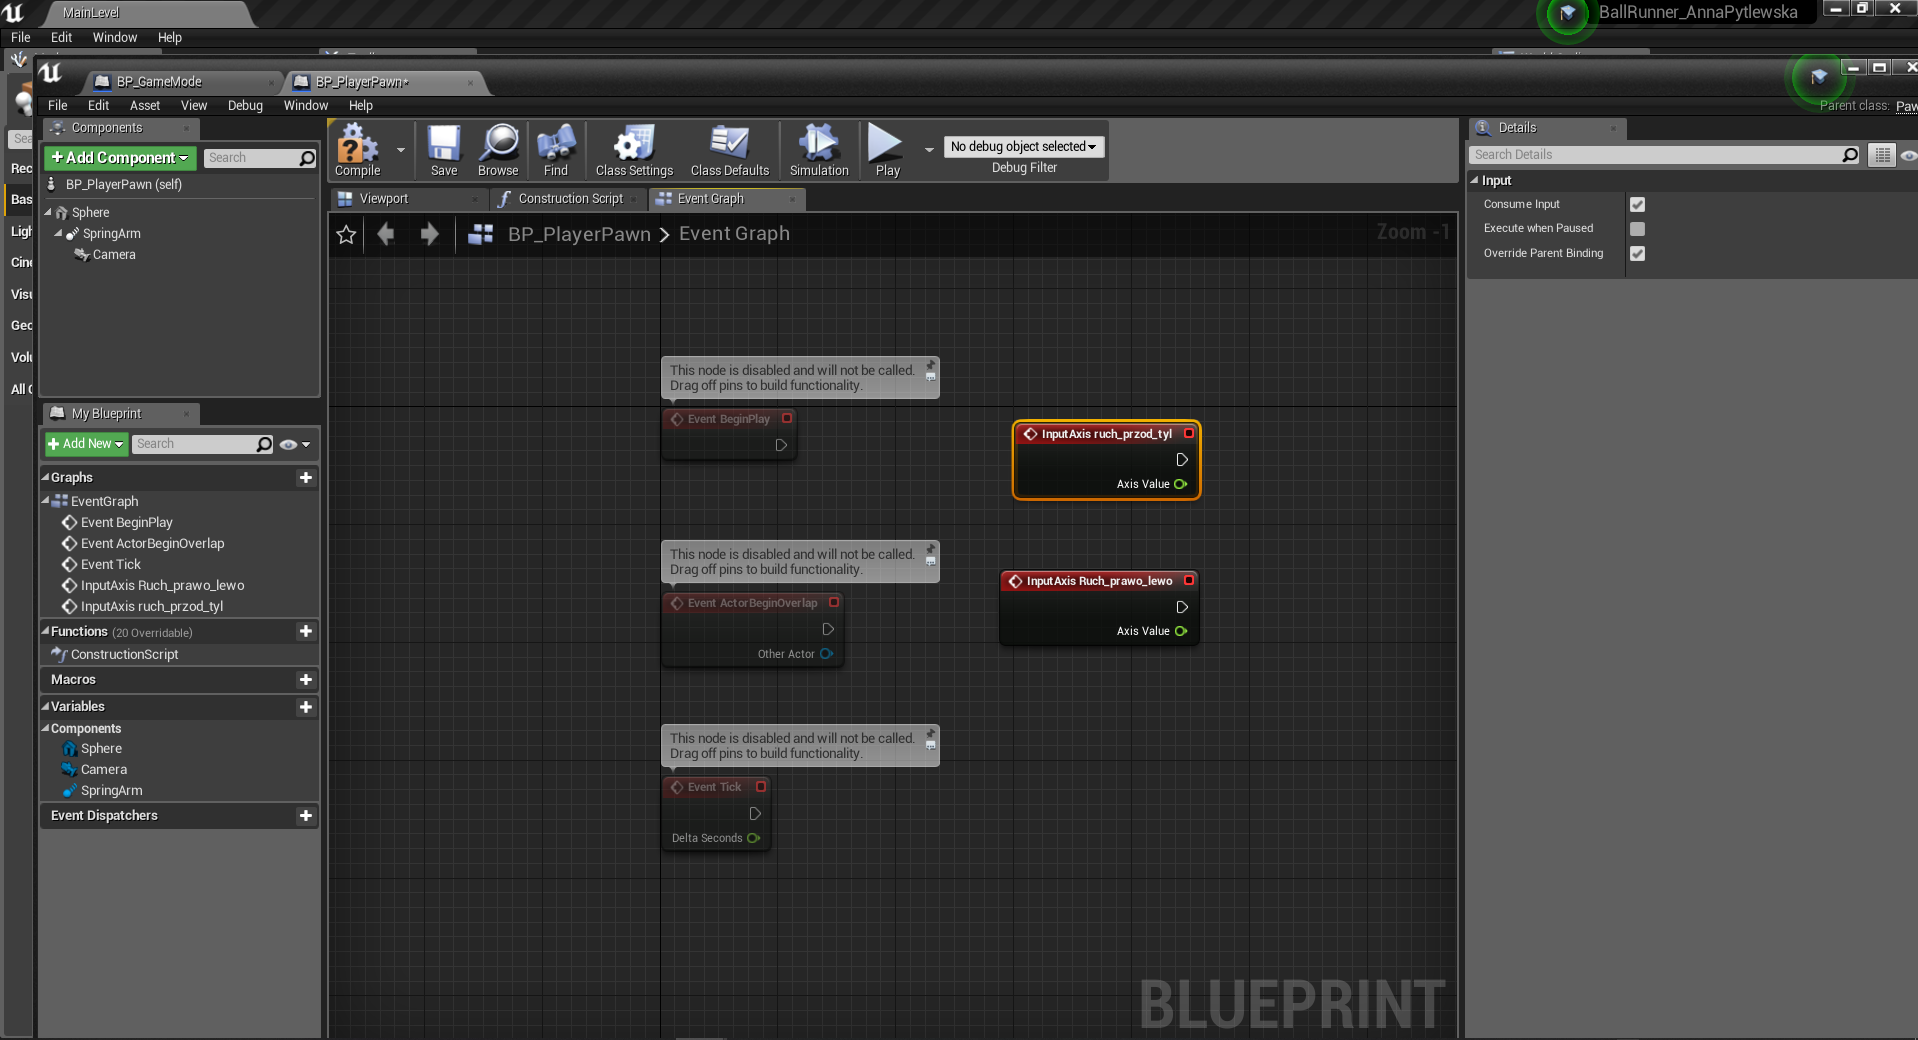 MainLevel
BallRunner_AnnaPytlewska
File Edit Window Help
BP_GameMode
BP_PlayerPawn*
File Edit Asset View Debug Window Help
Parent class: Paw
Components
+ Add Component
Search
BP_PlayerPawn (self)
Sphere
SpringArm
Camera
Sea
Rec
Bas
Ligh
Cine
Visu
Geo
Volu
All C
Compile
Save
Browse
Find
Class Settings
Class Defaults
Simulation
Play
No debug object selected
Debug Filter
Viewport
Construction Script
Event Graph
BP_PlayerPawn > Event Graph
Zoom -1
This node is disabled and will not be called.
Drag off pins to build functionality.
Event BeginPlay
This node is disabled and will not be called.
Drag off pins to build functionality.
Event ActorBeginOverlap
Other Actor
This node is disabled and will not be called.
Drag off pins to build functionality.
Event Tick
Delta Seconds
InputAxis ruch_przod_tyl
Axis Value
InputAxis Ruch_prawo_lewo
Axis Value
BLUEPRINT
My Blueprint
+ Add New
Search
Graphs
EventGraph
Event BeginPlay
Event ActorBeginOverlap
Event Tick
InputAxis Ruch_prawo_lewo
InputAxis ruch_przod_tyl
Functions (20 Overridable)
ConstructionScript
Macros
Variables
Components
Sphere
Camera
SpringArm
Event Dispatchers
Details
Search Details
Input
Consume Input
Execute when Paused
Override Parent Binding